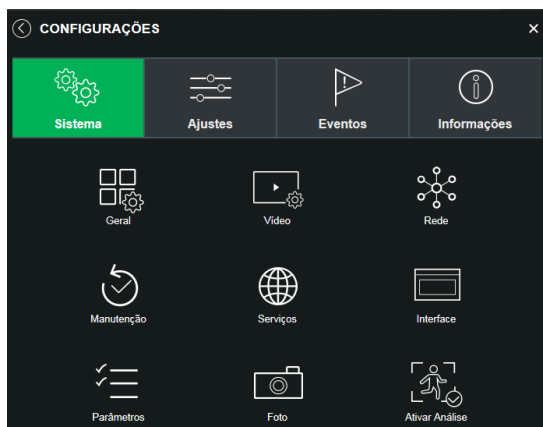 CONFIGURAÇÕES
Sistema
Ajustes
Eventos
Informações
Geral
Vídeo
Rede
Manutenção
Serviços
Interface
Parâmetros
Foto
Ativar Análise